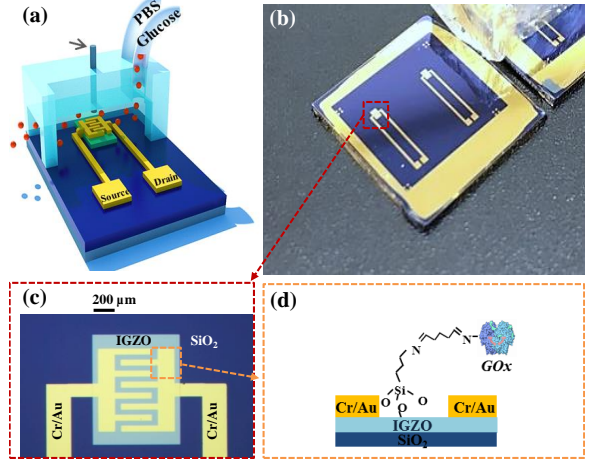 (a)
PBS
Glucose
Source
Drain
(b)
(c)
200 µm
IGZO
SiO2
Cr/Au
Cr/Au
(d)
N
N
GOx
Si
O
O
O
Cr/Au
Cr/Au
IGZO
SiO2